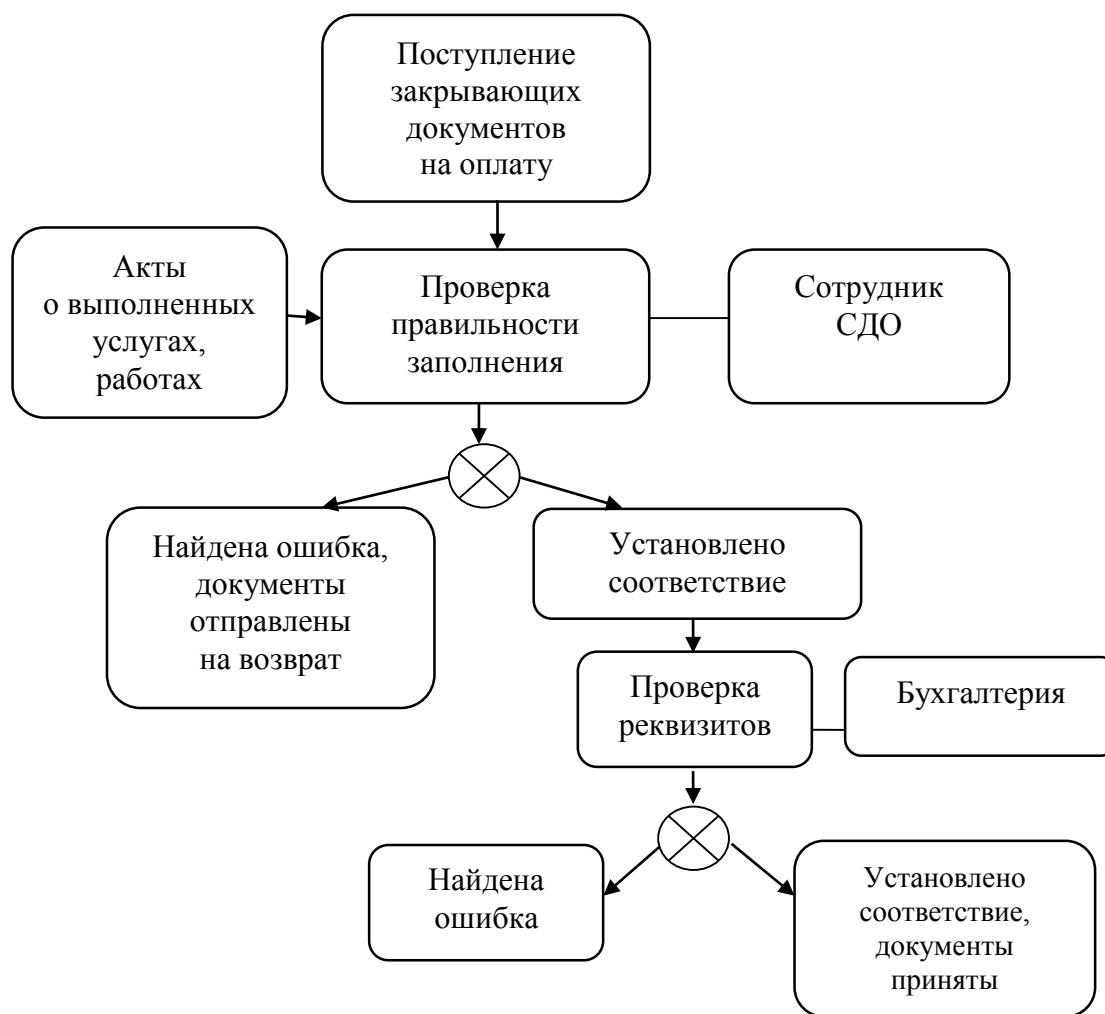 Поступление
закрывающих
документов
на оплату
Акты
о выполненных
услугах,
работах
Проверка
правильности
заполнения
Сотрудник
СДО
Найдена ошибка,
документы
отправлены
на возврат
Установлено
соответствие
Проверка
реквизитов
Бухгалтерия
Найдена
ошибка
Установлено
соответствие,
документы
приняты